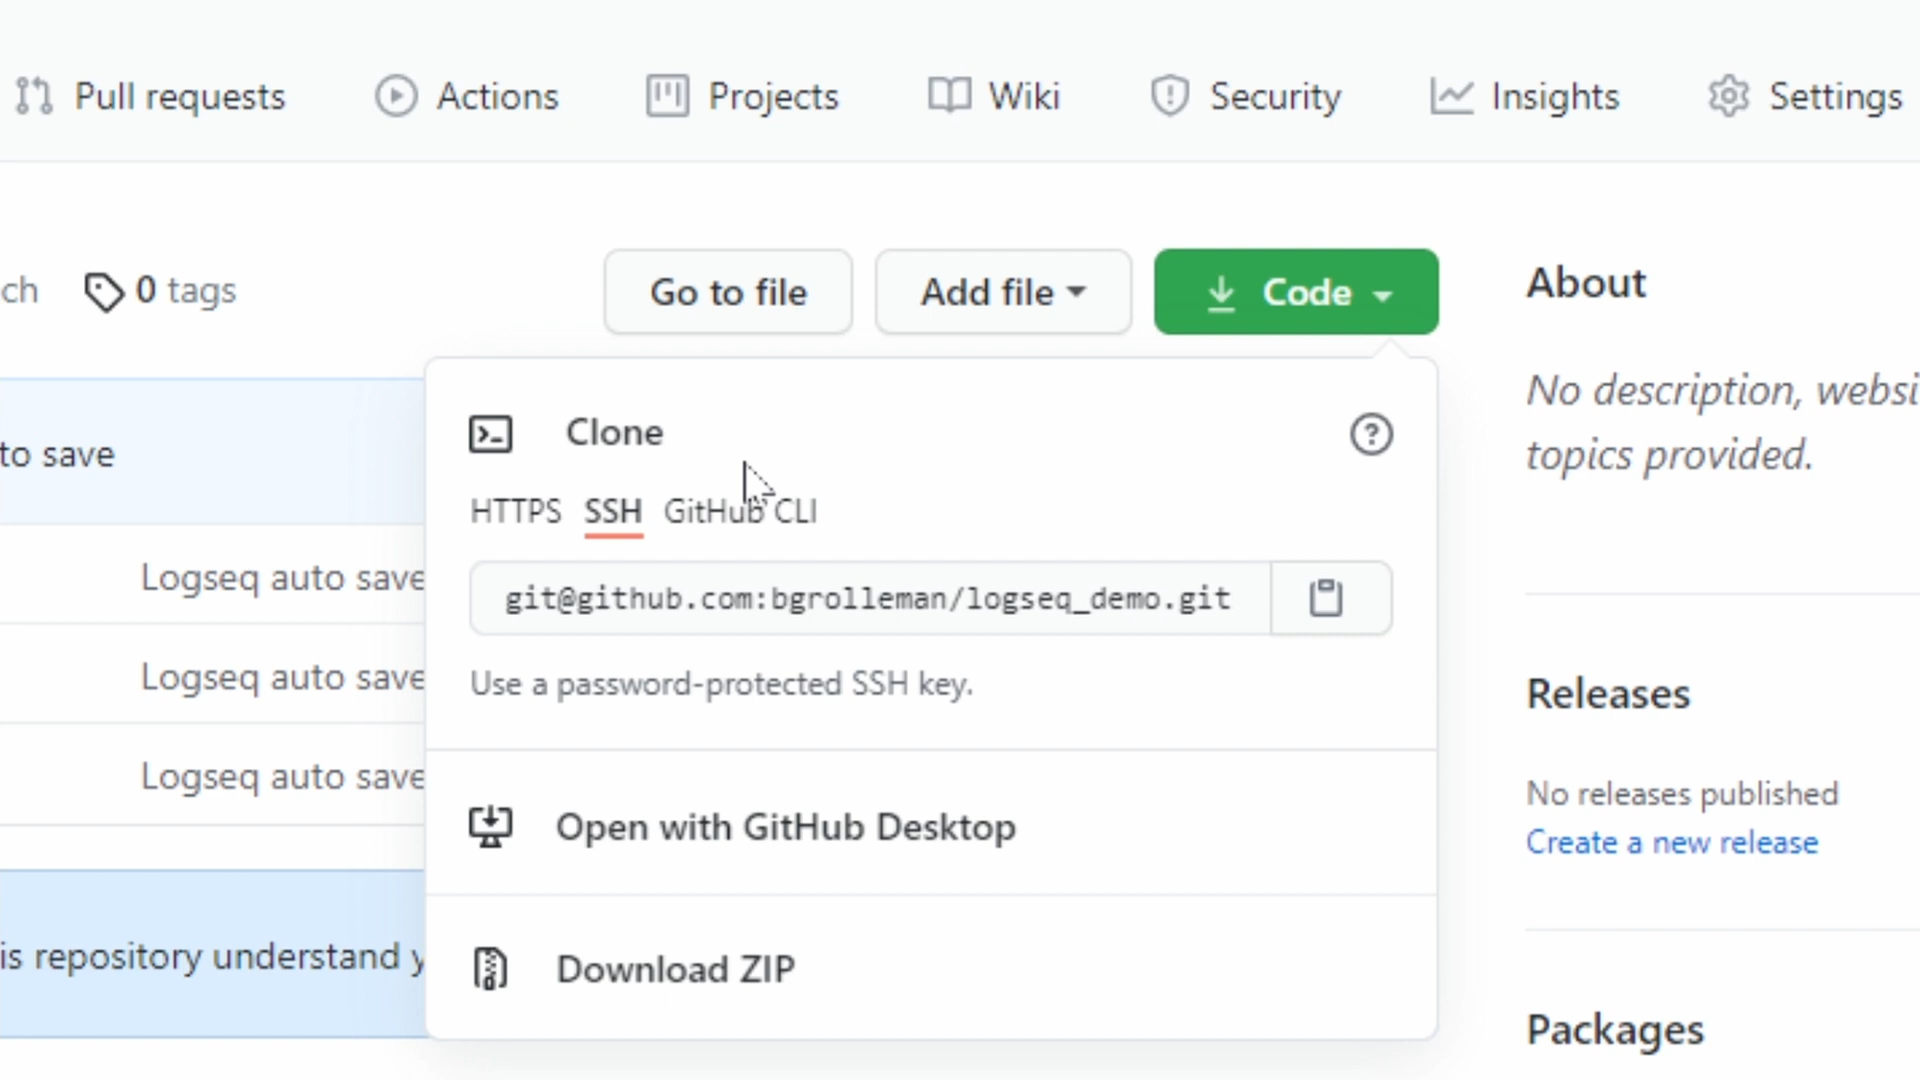 Pull requests Actions Projects Wiki Security Insights Settings
ch 0 tags Go to file Add file Code About
No description, websi
topics provided.
to save
Logseq auto save
Logseq auto save
Logseq auto save
is repository understand y
Clone
HTTPS SSH GitHub CLI
git@github.com:bgrolleman/logseq_demo.git
Use a password-protected SSH key.
Open with GitHub Desktop
Download ZIP
Releases
No releases published
Create a new release
Packages